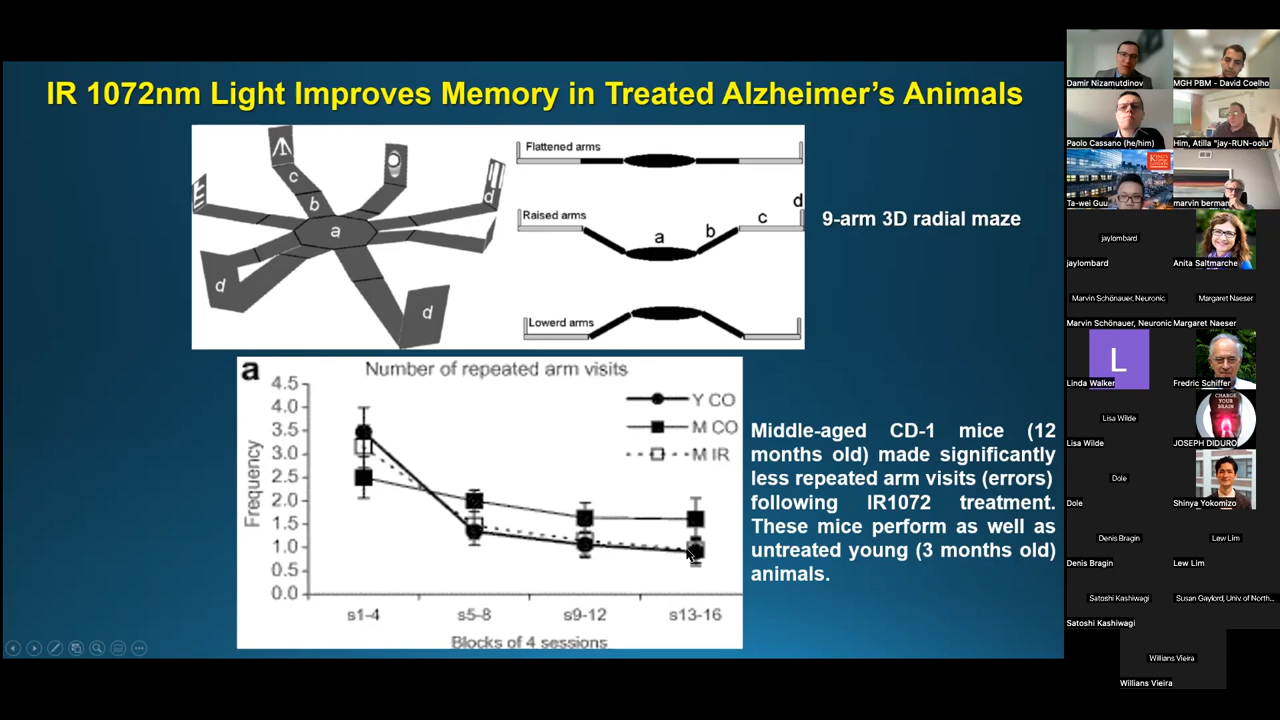 IR 1072nm Light Improves Memory in Treated Alzheimer's Animals
c
b
a
d
d
d
Flattened arms
Raised arms
a
b
c
d
Lowerd arms
9-arm 3D radial maze
a
Number of repeated arm visits
4.5
4.0
3.5
3.0
2.5
2.0
1.5
1.0
0.5
0.0
Frequency
Y CO
M CO
M IR
s1-4
s5-8
s9-12
s13-16
Blocks of 4 sessions
Middle-aged CD-1 mice (12
months old) made significantly
less repeated arm visits (errors)
following IR1072 treatment.
These mice perform as well as
untreated young (3 months old)
animals.
Damir Nizamutdinov
MGH PBM - David Coelho
Paolo Cassano (he/him)
Him, Atilla "jay-RUN-oolu"
KING'S
LONDON
Ta-wei Guu
marvin berman
jaylombard
jaylombard
Anita Saltmarche
Marvin Schönauer, Neuronic
Margaret Naeser
Marvin Schönauer, Neuronic
Margaret Naeser
L
Linda Walker
Fredric Schiffer
Lisa Wilde
Lisa Wilde
CHARGE
YOUR
BRAIN
JOSEPH DIDURO
Dole
Dole
Shinya Yokomizo
Denis Bragin
Lew Lim
Denis Bragin
Lew Lim
Satoshi Kashiwagi
Susan Gaylord, Univ. of North...
Satoshi Kashiwagi
Willians Vieira
Willians Vieira